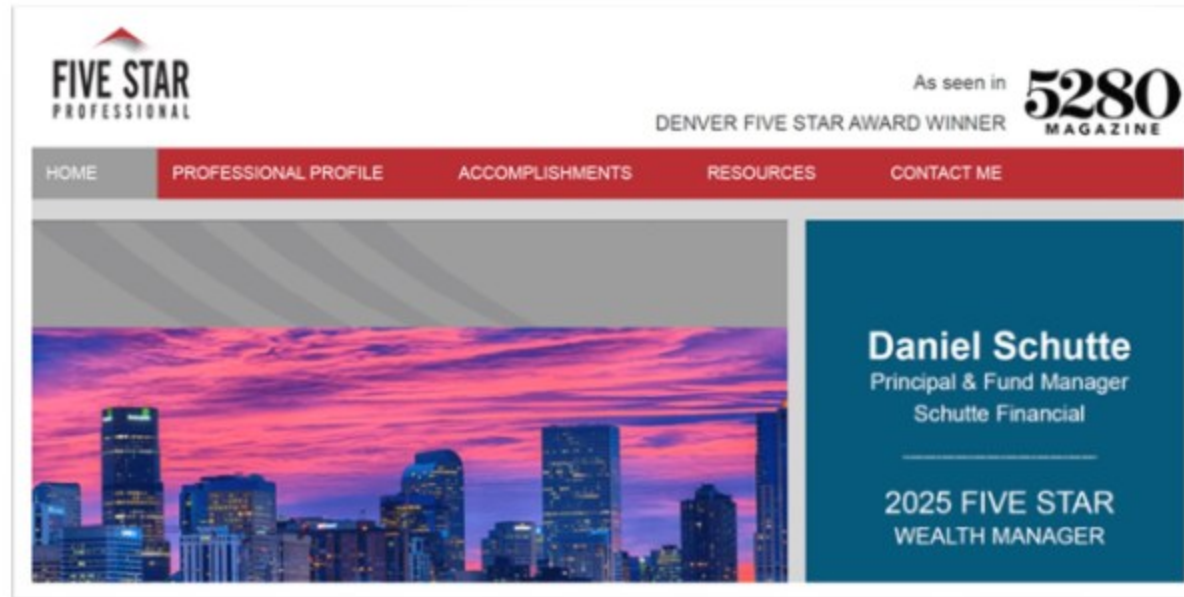 FIVE STAR
PROFESSIONAL
As seen in
5280
MAGAZINE
DENVER FIVE STAR AWARD WINNER
HOME PROFESSIONAL PROFILE ACCOMPLISHMENTS RESOURCES CONTACT ME
Daniel Schutte
Principal & Fund Manager
Schutte Financial
2025 FIVE STAR
WEALTH MANAGER